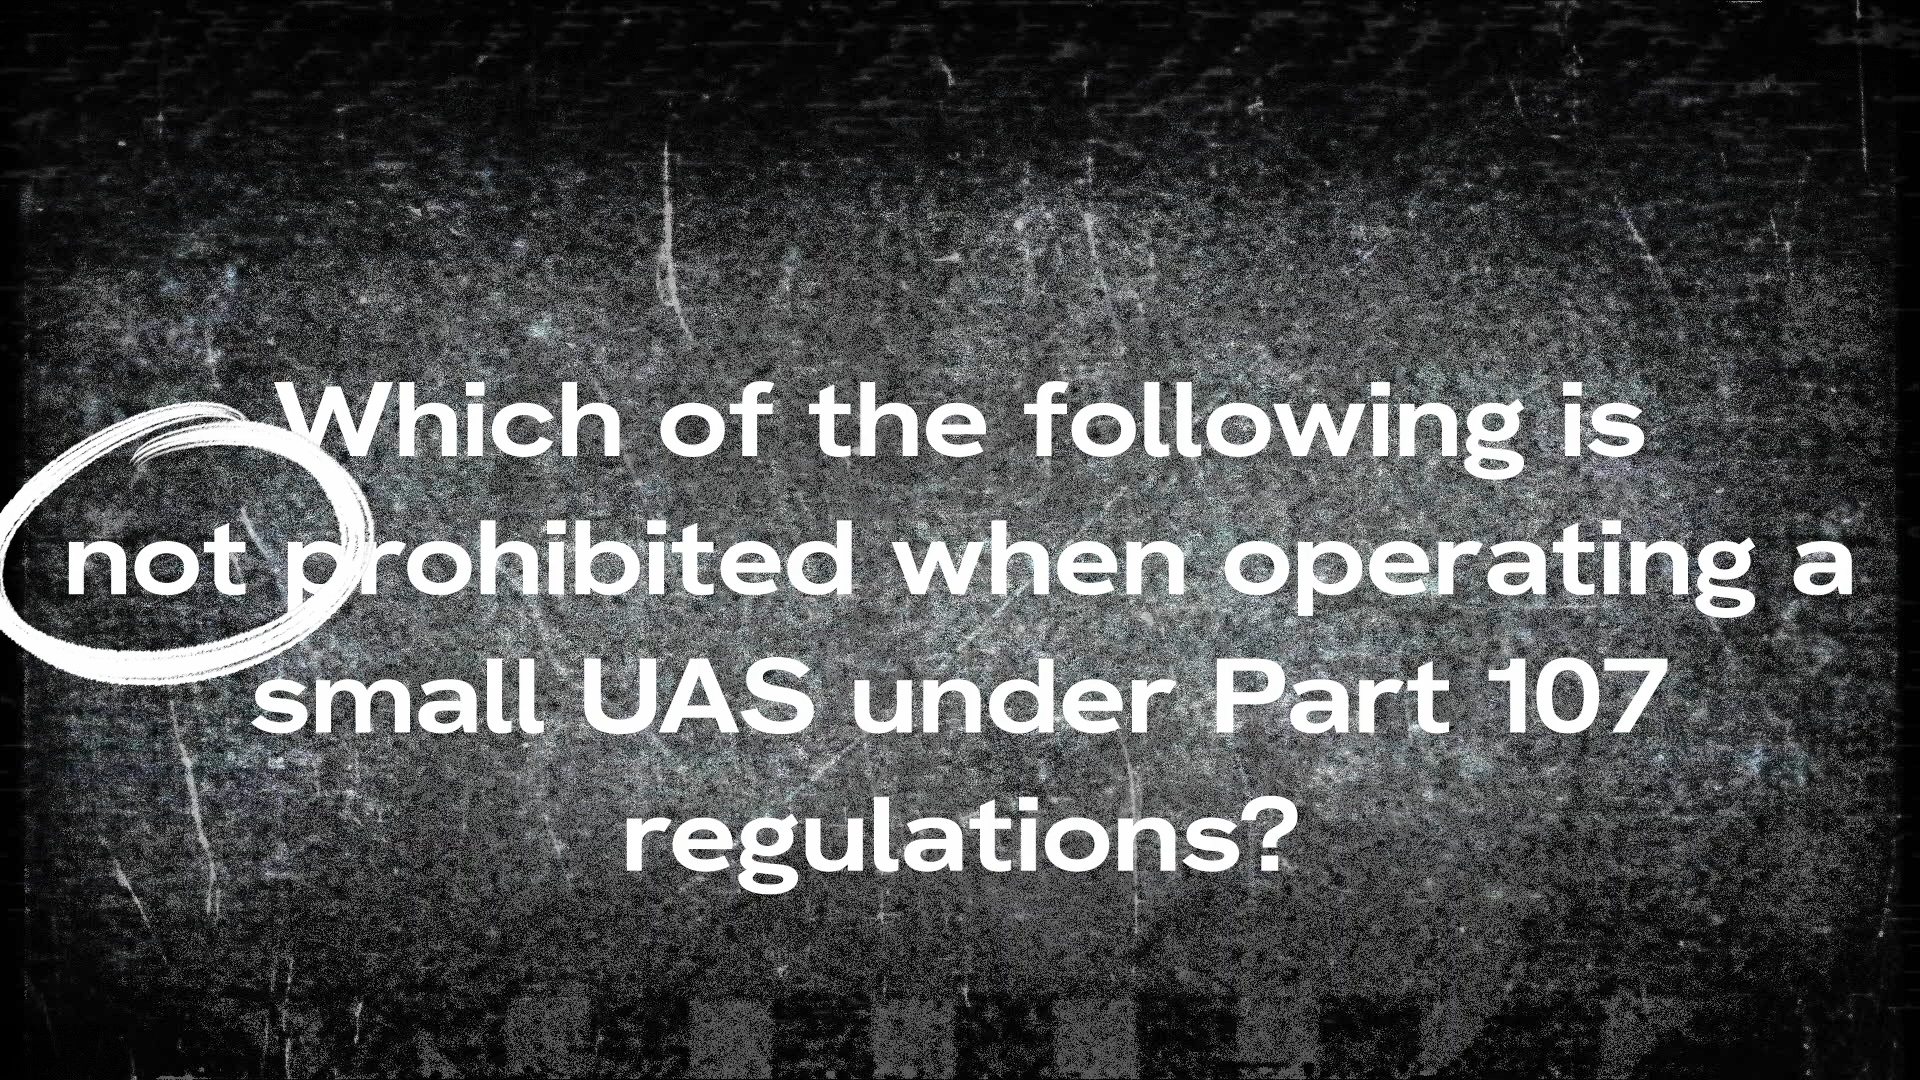 Which of the following is
not prohibited when operating a
small UAS under Part 107
regulations?